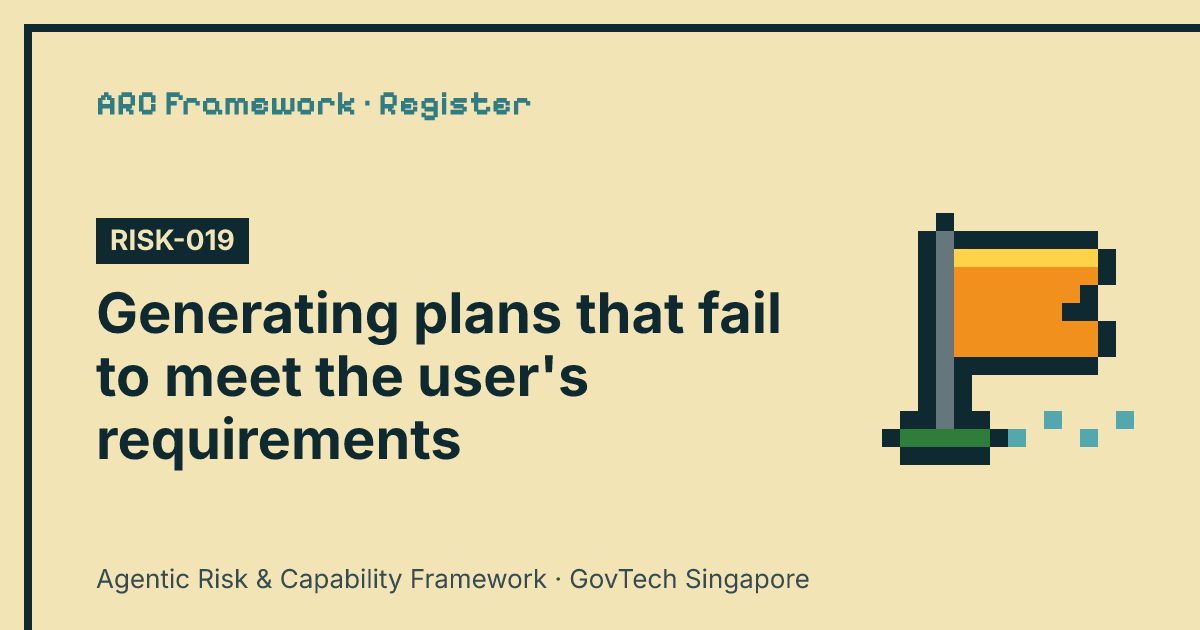 ARC Framework · Register
RISK-019
Generating plans that fail
to meet the user's
requirements
Agentic Risk & Capability Framework · GovTech Singapore